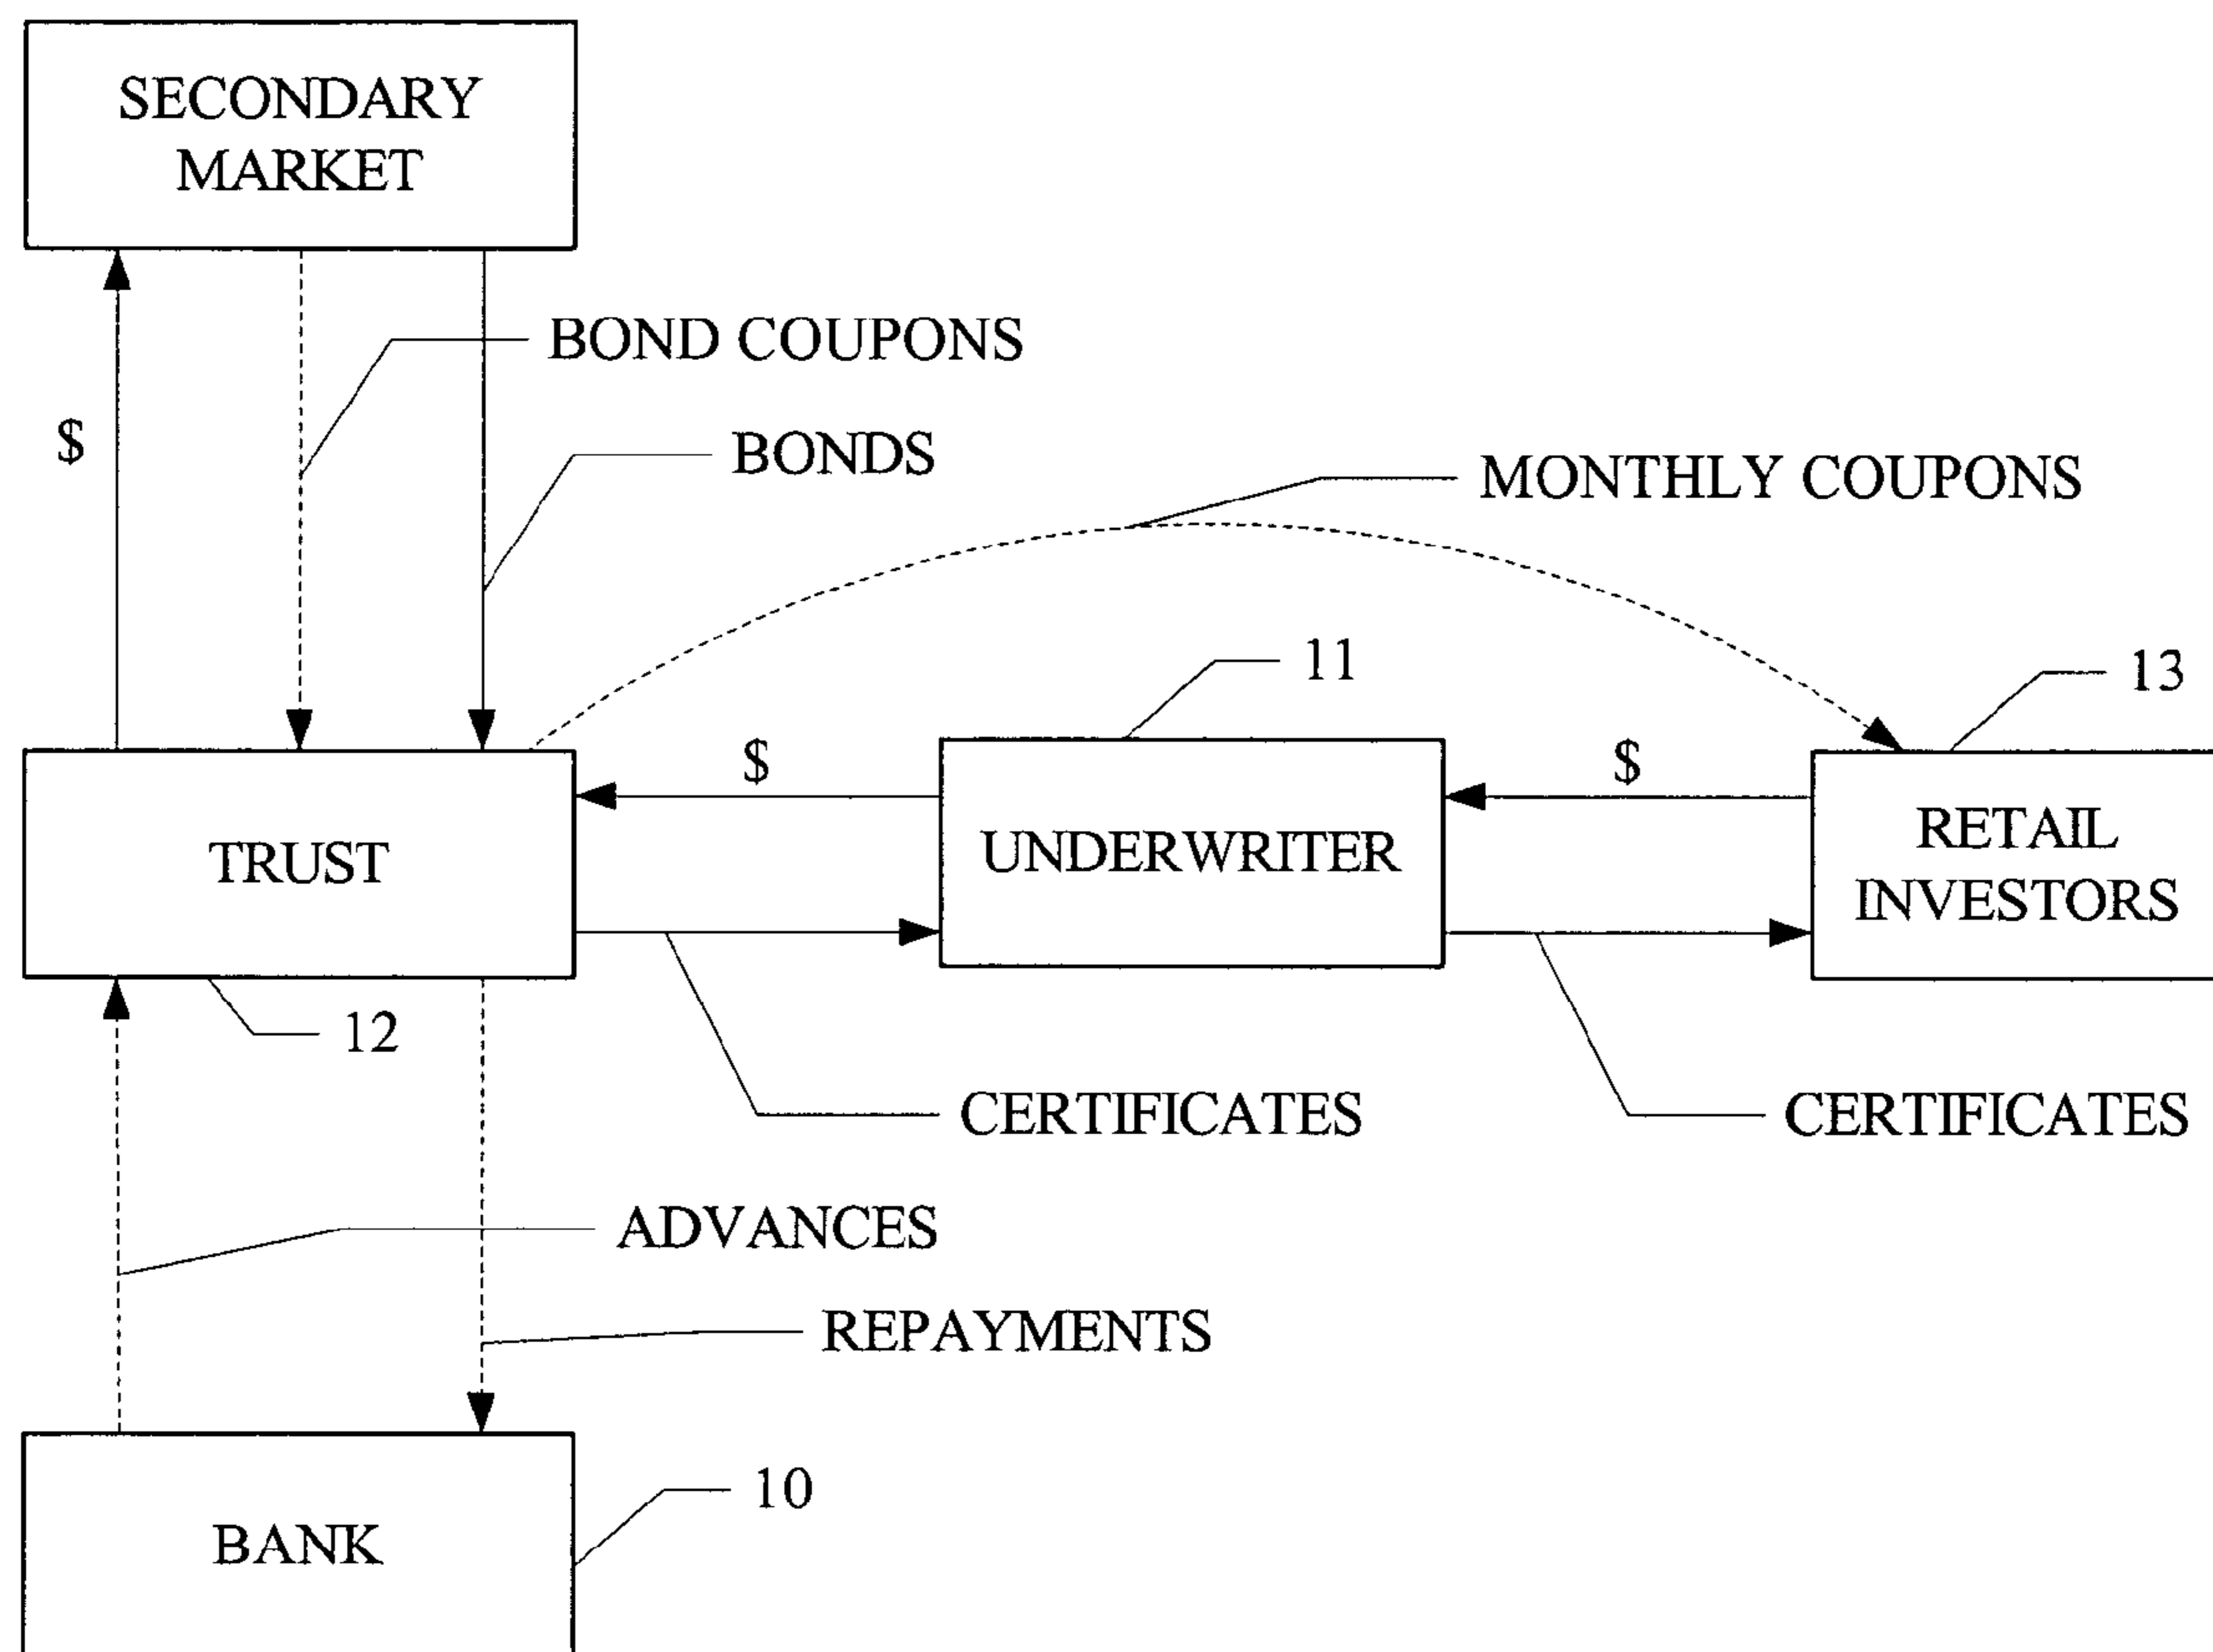 SECONDARY
MARKET
BOND COUPONS
$
BONDS
MONTHLY COUPONS
11
13
$
$
TRUST
UNDERWRITER
RETAIL
INVESTORS
12
CERTIFICATES
CERTIFICATES
ADVANCES
REPAYMENTS
10
BANK